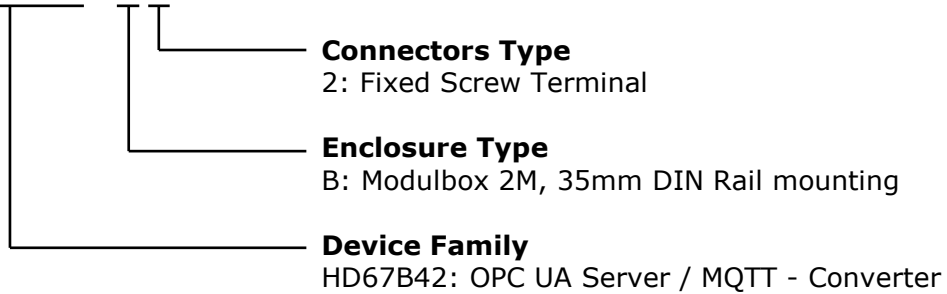 Connectors Type
2: Fixed Screw Terminal
Enclosure Type
B: Modulbox 2M, 35mm DIN Rail mounting
Device Family
HD67B42: OPC UA Server / MQTT - Converter